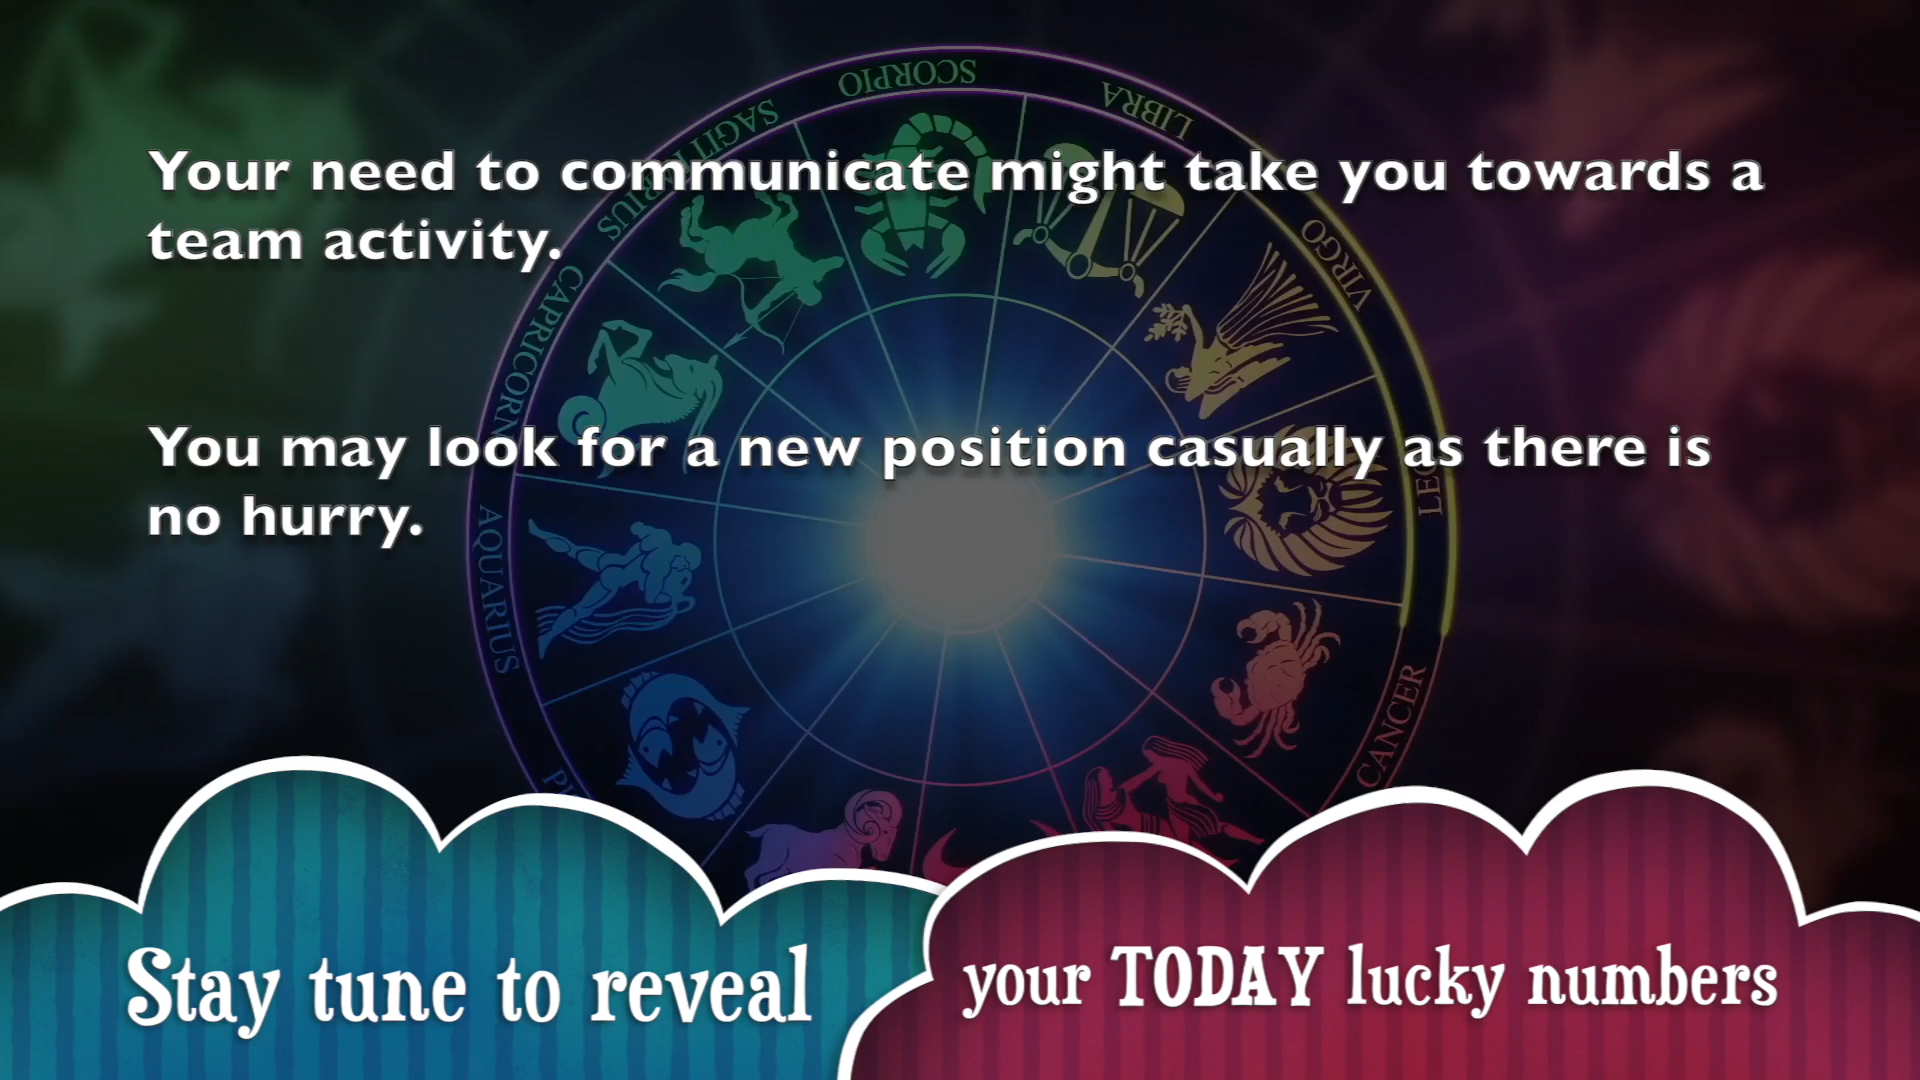 SCORPIO
LIBRA
SAGITTARIUS
VIRGO
Your need to communicate might take you towards a
team activity.
CAPRICORN
You may look for a new position casually as there is
no hurry.
LEO
AQUARIUS
CANCER
Stay tune to reveal
your TODAY lucky numbers